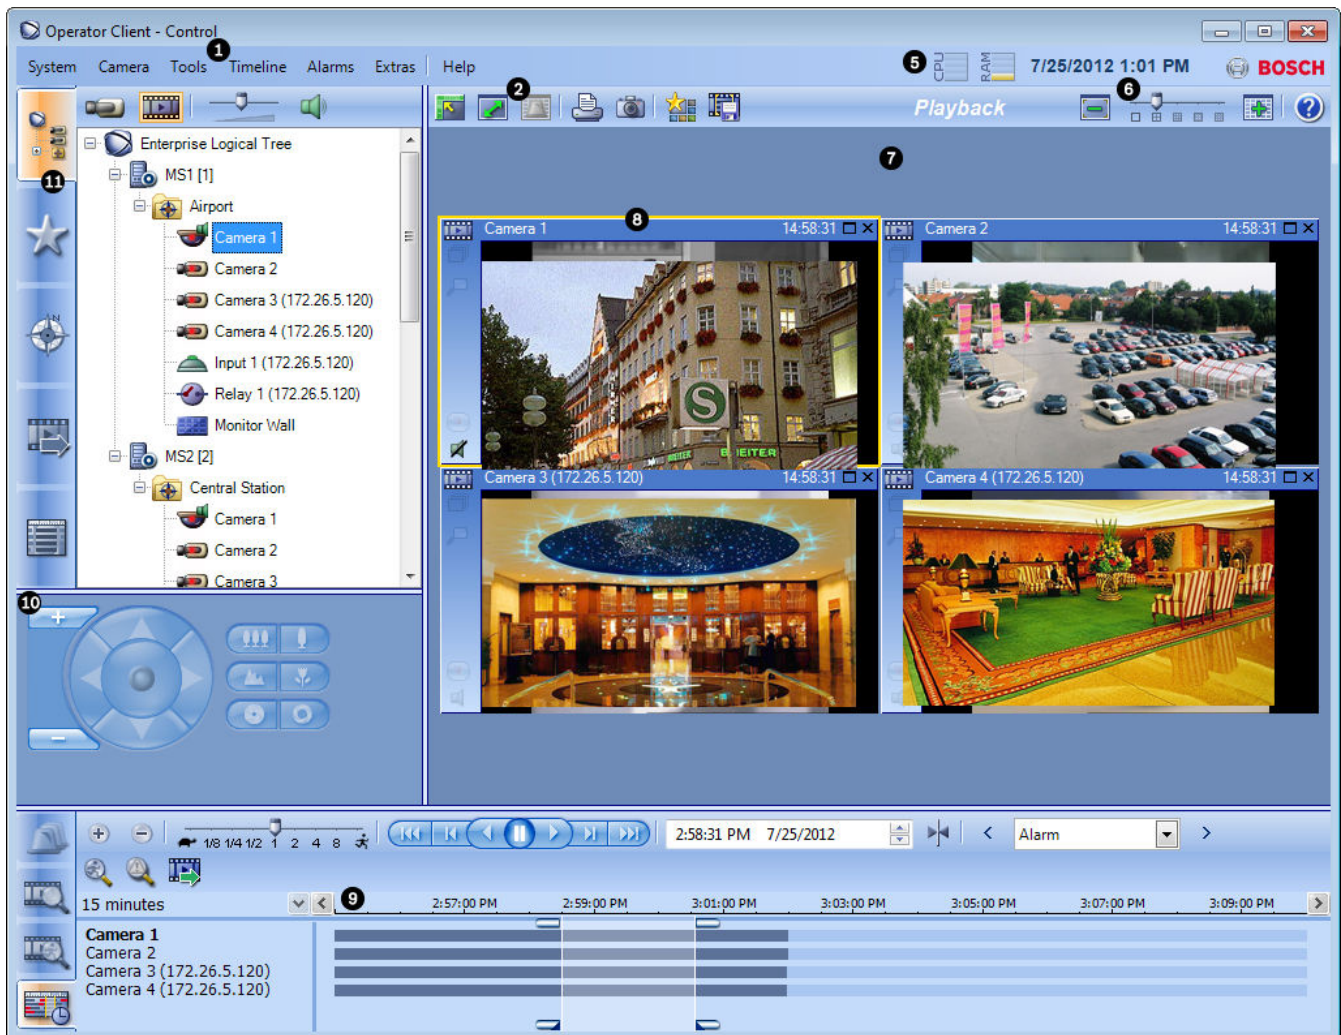 Operator Client - Control
1
System Camera Tools Timeline Alarms Extras Help
5
CPU
RAM
7/25/2012 1:01 PM
BOSCH
2
Playback
6
7
11
Enterprise Logical Tree
MS1 [1]
Airport
Camera 1
Camera 2
Camera 3 (172.26.5.120)
Camera 4 (172.26.5.120)
Input 1 (172.26.5.120)
Relay 1 (172.26.5.120)
Monitor Wall
MS2 [2]
Central Station
Camera 1
Camera 2
Camera 3
N
8
Camera 1 14:58:31
S
Camera 2 14:58:31
Camera 3 (172.26.5.120) 14:58:31
Camera 4 (172.26.5.120) 14:58:31
10
1/8 1/4 1/2 1 2 4 8
2:58:31 PM 7/25/2012
Alarm
15 minutes
9
2:57:00 PM 2:59:00 PM 3:01:00 PM 3:03:00 PM 3:05:00 PM 3:07:00 PM 3:09:00 PM
Camera 1
Camera 2
Camera 3 (172.26.5.120)
Camera 4 (172.26.5.120)